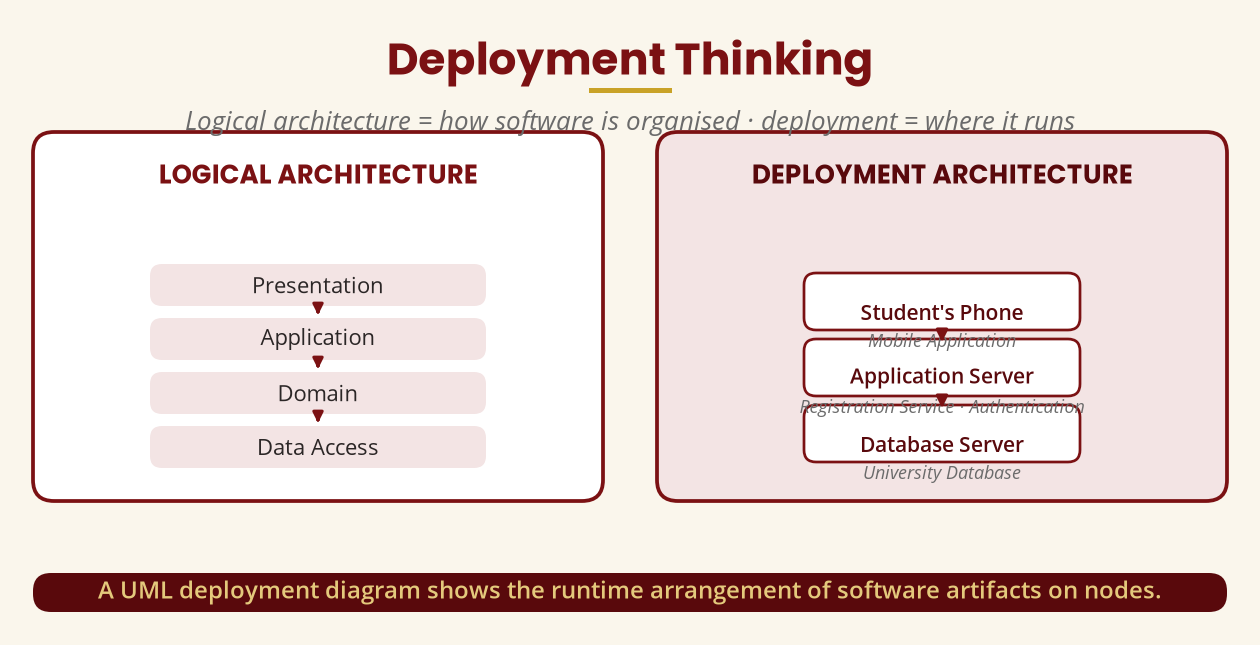 Deployment Thinking
Logical architecture = how software is organised · deployment = where it runs
LOGICAL ARCHITECTURE
Presentation
Application
Domain
Data Access
DEPLOYMENT ARCHITECTURE
Student's Phone
Mobile Application
Application Server
Registration Service · Authentication
Database Server
University Database
A UML deployment diagram shows the runtime arrangement of software artifacts on nodes.